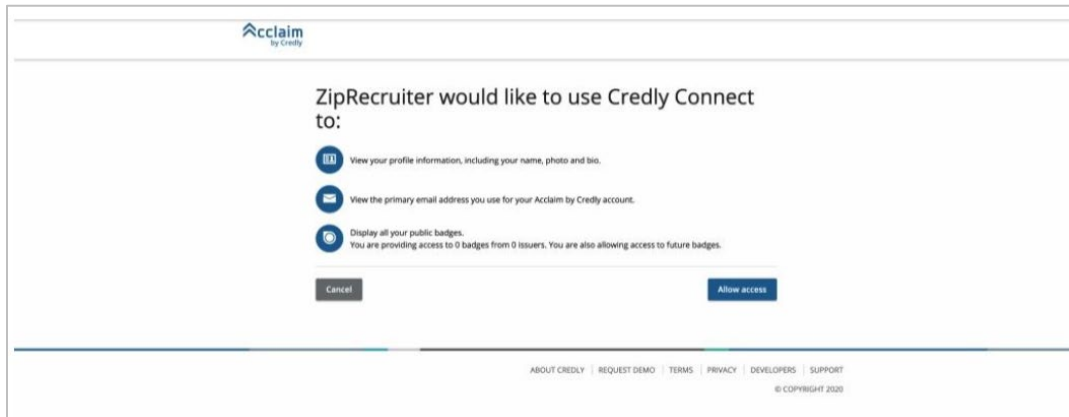 Acclaim
by Credly
ZipRecruiter would like to use Credly Connect
to:
View your profile information, including your name, photo and bio.
View the primary email address you use for your Acclaim by Credly account.
Display all your public badges.
You are providing access to 0 badges from 0 issuers. You are also allowing access to future badges.
Cancel
Allow access
ABOUT CREDLY | REQUEST DEMO | TERMS | PRIVACY | DEVELOPERS | SUPPORT
© COPYRIGHT 2020